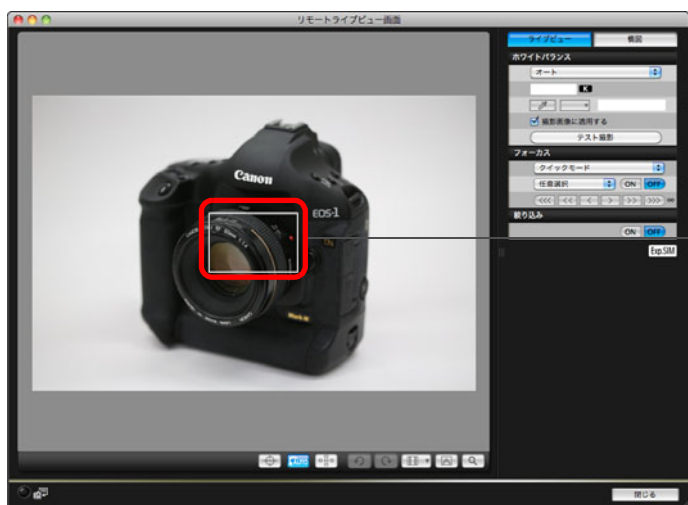 リモートライブビュー画面
ライブビュー 構図
ホワイトバランス
オート
K
撮影画像に適用する
テスト撮影
フォーカス
クイックモード
任意選択 ON OFF
<<< << < > >> >>> ∞
絞り込み
ON OFF
Exp.SIM
Canon
EOS-1
Ds
Mark III
AUTO
閉じる